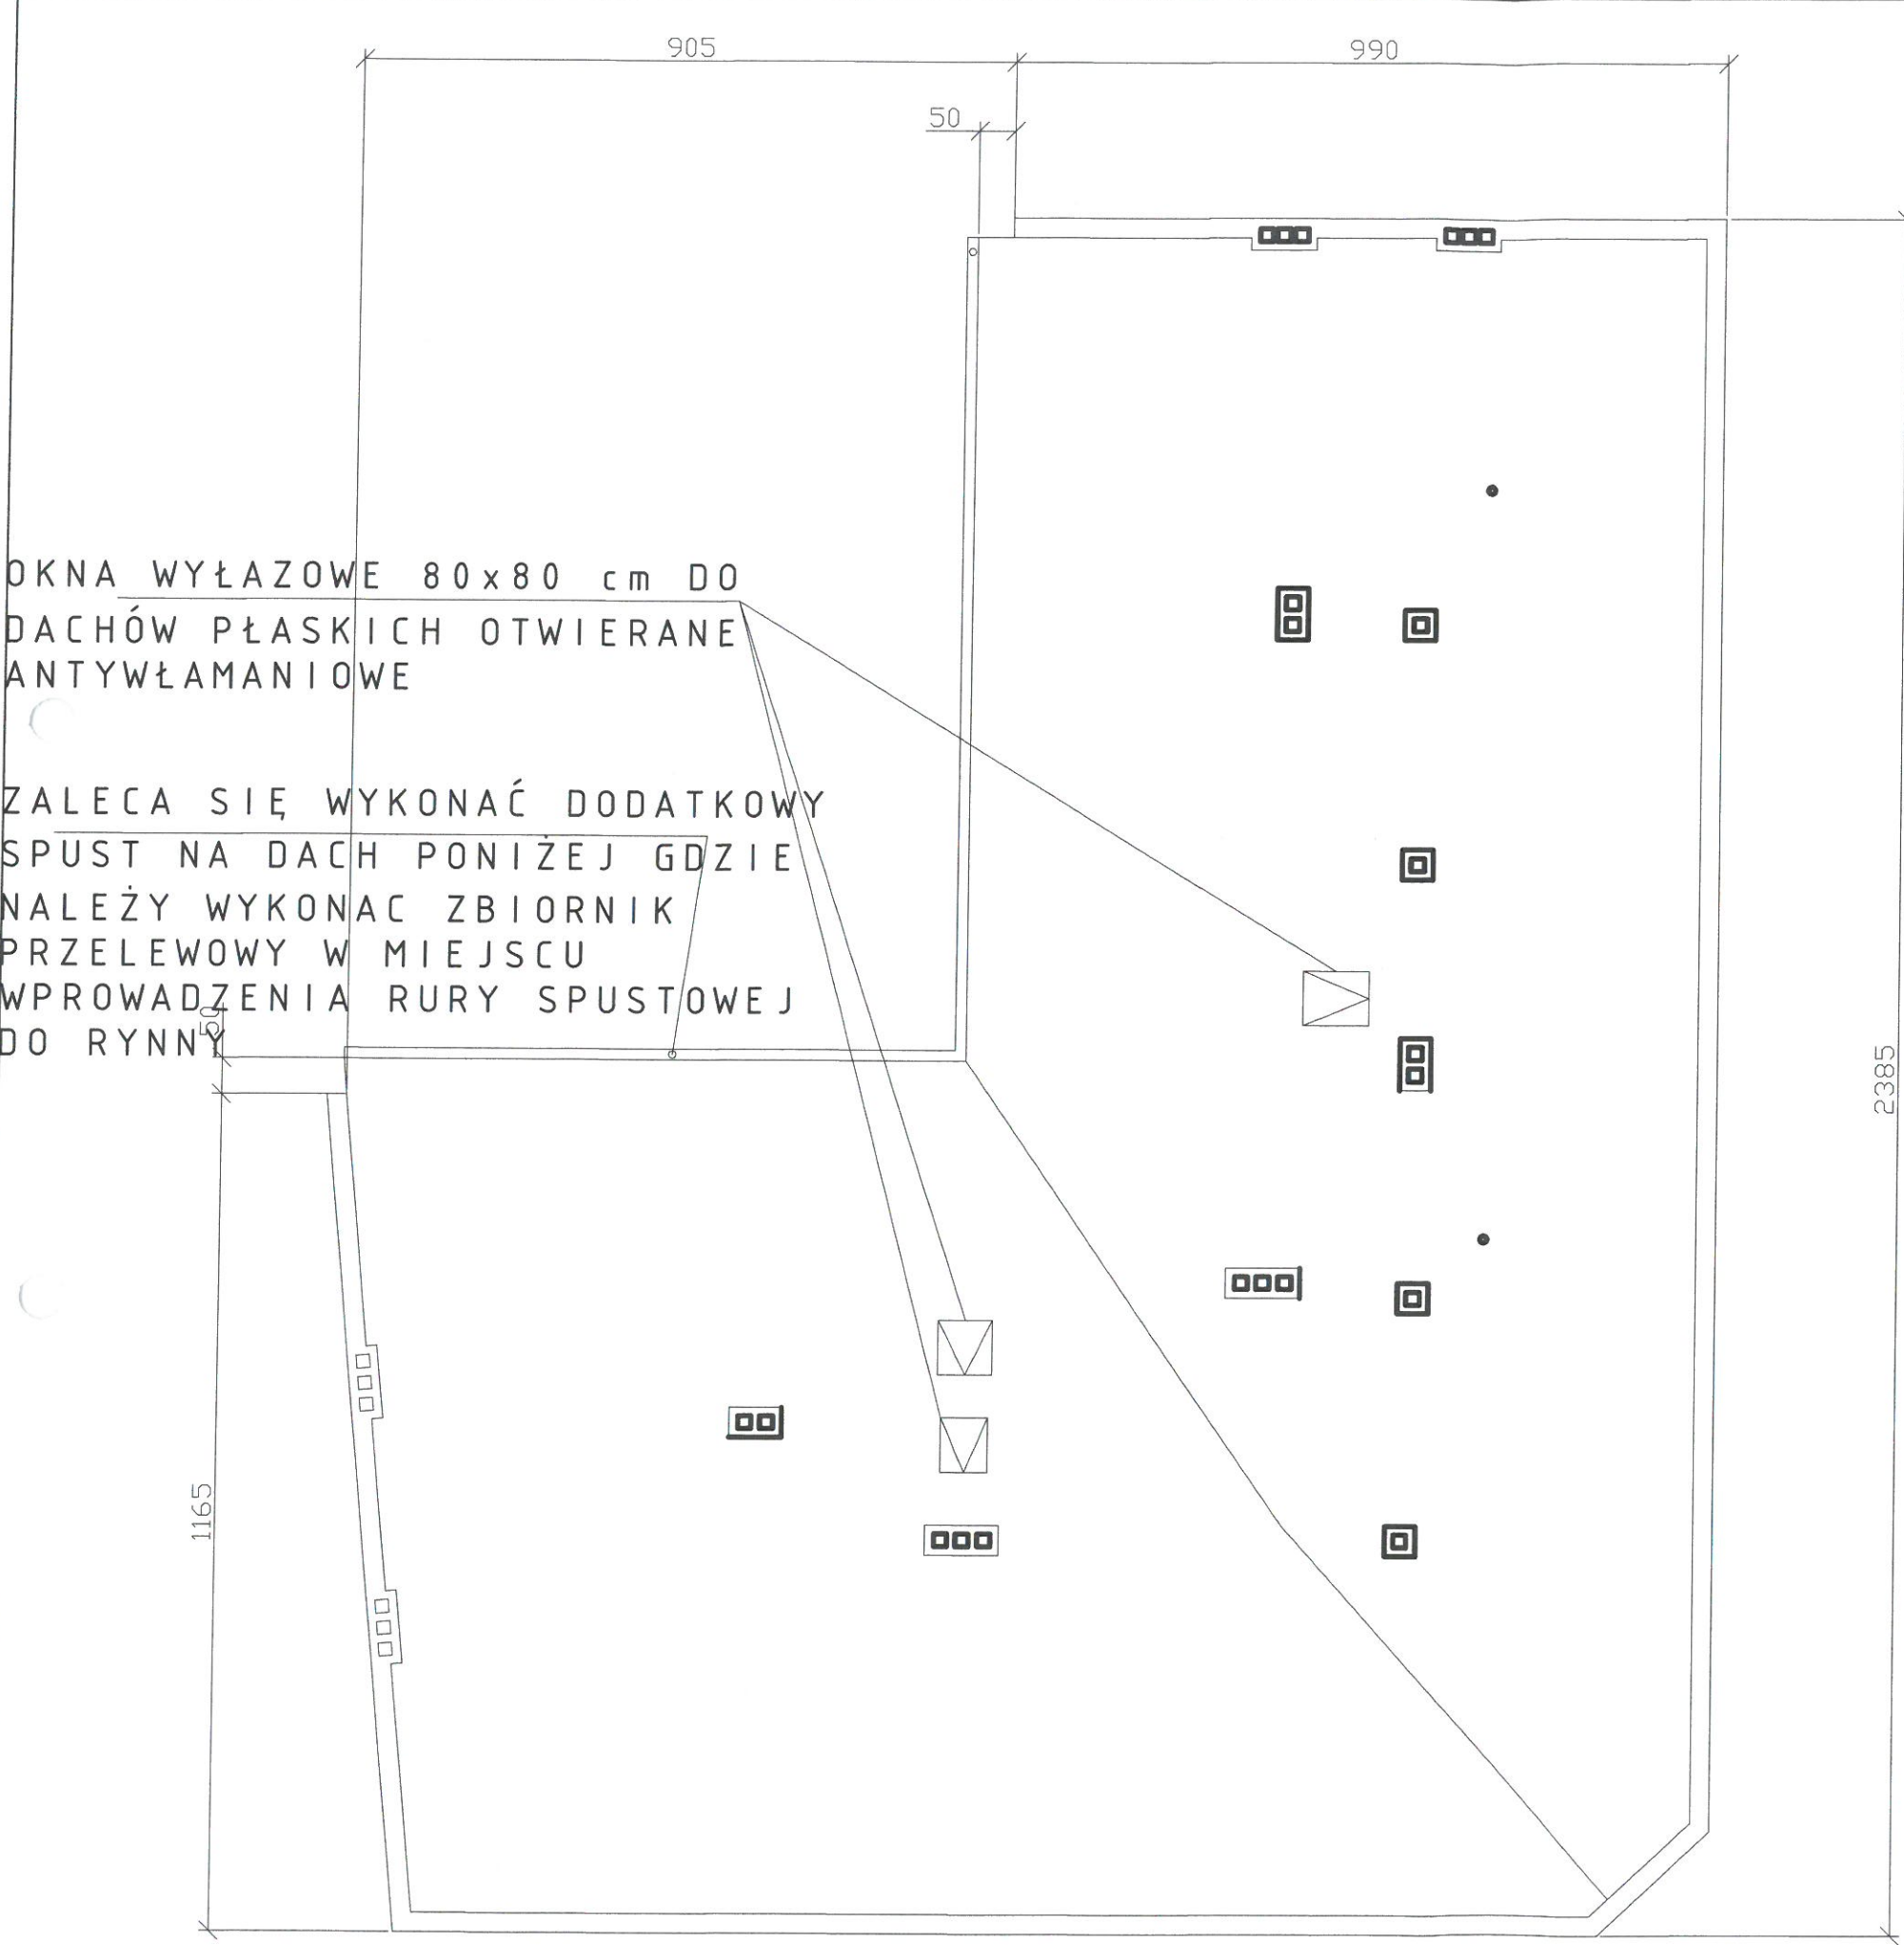 905
990
50
OKNA WYŁAZOWE 80x80 cm DO
DACHÓW PŁASKICH OTWIERANE
ANTYWŁAMANIOWE
ZALECA SIĘ WYKONAĆ DODATKOWY
SPUST NA DACH PONIŻEJ GDZIE
NALEŻY WYKONAC ZBIORNIK
PRZELEWOWY W MIEJSCU
WPROWADZENIA RURY SPUSTOWEJ
DO RYNNY
50
2385
1165